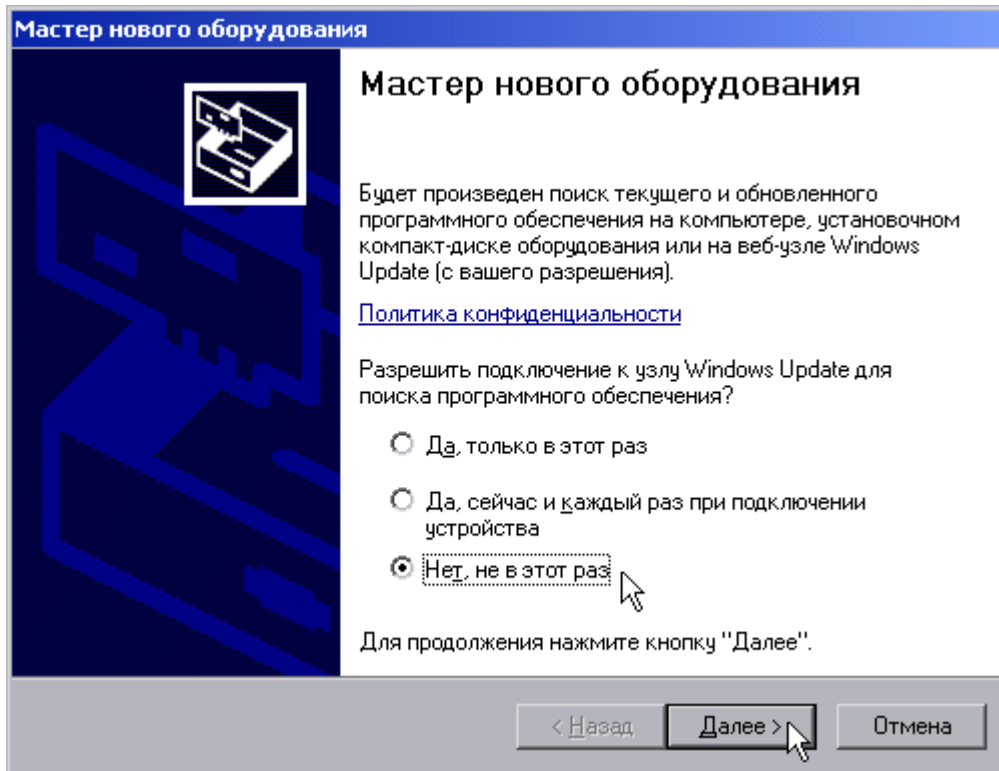 Мастер нового оборудования
Мастер нового оборудования
Будет произведен поиск текущего и обновленного
программного обеспечения на компьютере, установочном
компакт-диске оборудования или на веб-узле Windows
Update (с вашего разрешения).
Политика конфиденциальности
Разрешить подключение к узлу Windows Update для
поиска программного обеспечения?
Да, только в этот раз
Да, сейчас и каждый раз при подключении
устройства
Нет, не в этот раз
Для продолжения нажмите кнопку "Далее".
< Назад
Далее >
Отмена